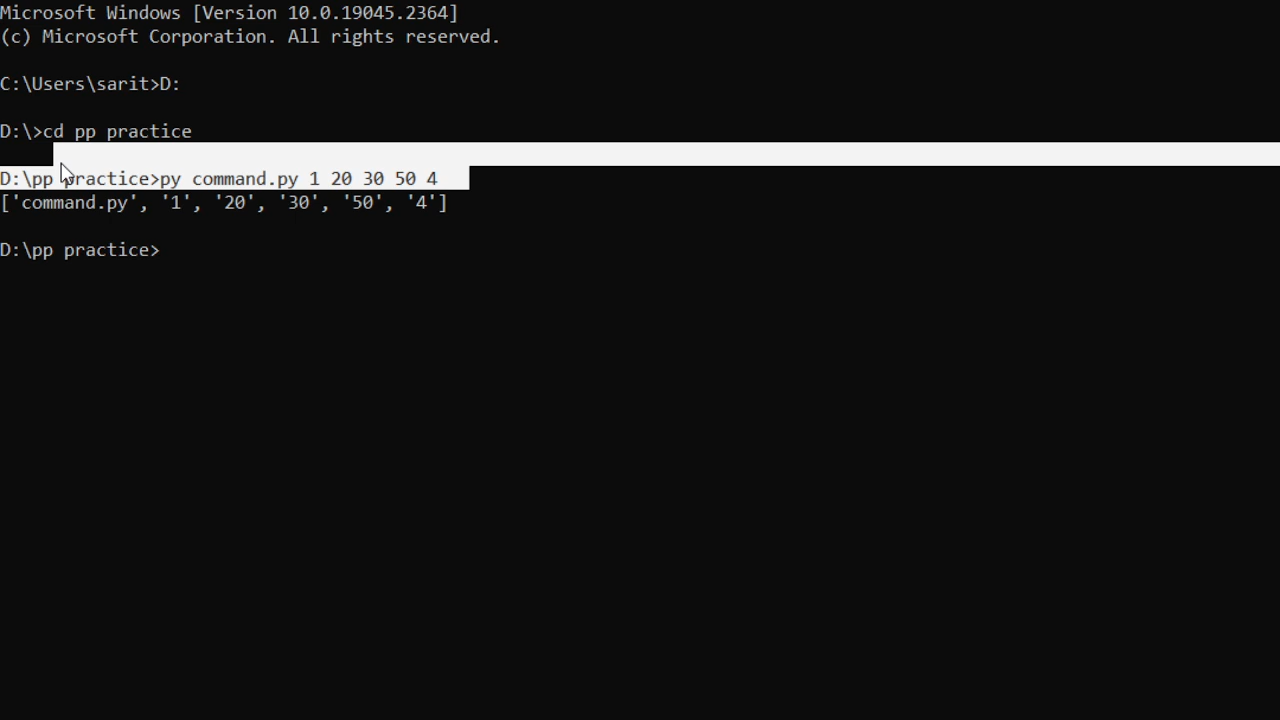 Microsoft Windows [Version 10.0.19045.2364]
(c) Microsoft Corporation. All rights reserved.
C:\Users\sarit>D:
D:\>cd pp practice
D:\pp practice>py command.py 1 20 30 50 4
['command.py', '1', '20', '30', '50', '4']
D:\pp practice>